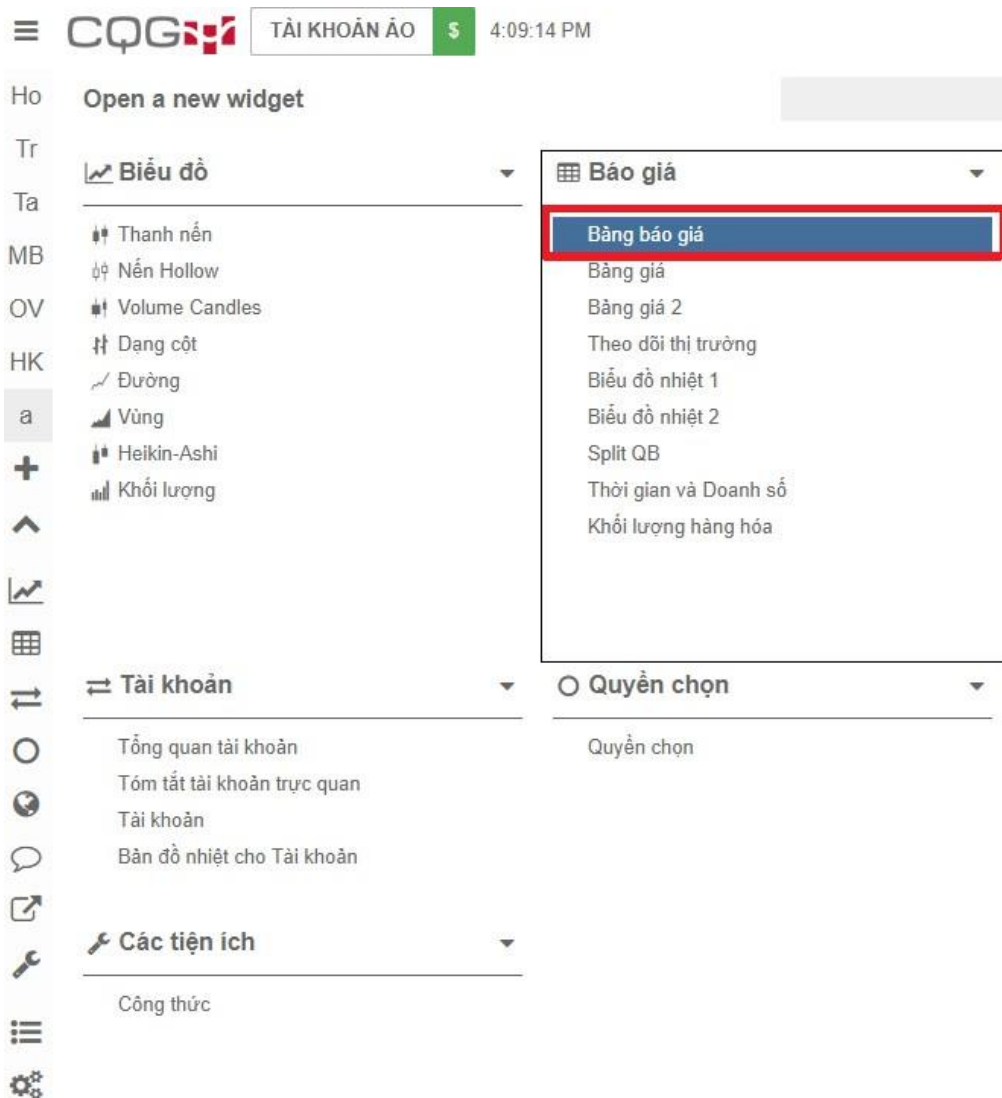 CQG TÀI KHOẢN ẢO $ 4:09:14 PM
Ho
Tr
Ta
MB
OV
HK
a
Open a new widget
Biểu đồ
Thanh nến
Nến Hollow
Volume Candles
Dạng cột
Đường
Vùng
Heikin-Ashi
Khối lượng
Báo giá
Bảng báo giá
Bảng giá
Bảng giá 2
Theo dõi thị trường
Biểu đồ nhiệt 1
Biểu đồ nhiệt 2
Split QB
Thời gian và Doanh số
Khối lượng hàng hóa
Tài khoản
Tổng quan tài khoản
Tóm tắt tài khoản trực quan
Tài khoản
Bản đồ nhiệt cho Tài khoản
Quyền chọn
Quyền chọn
Các tiện ích
Công thức